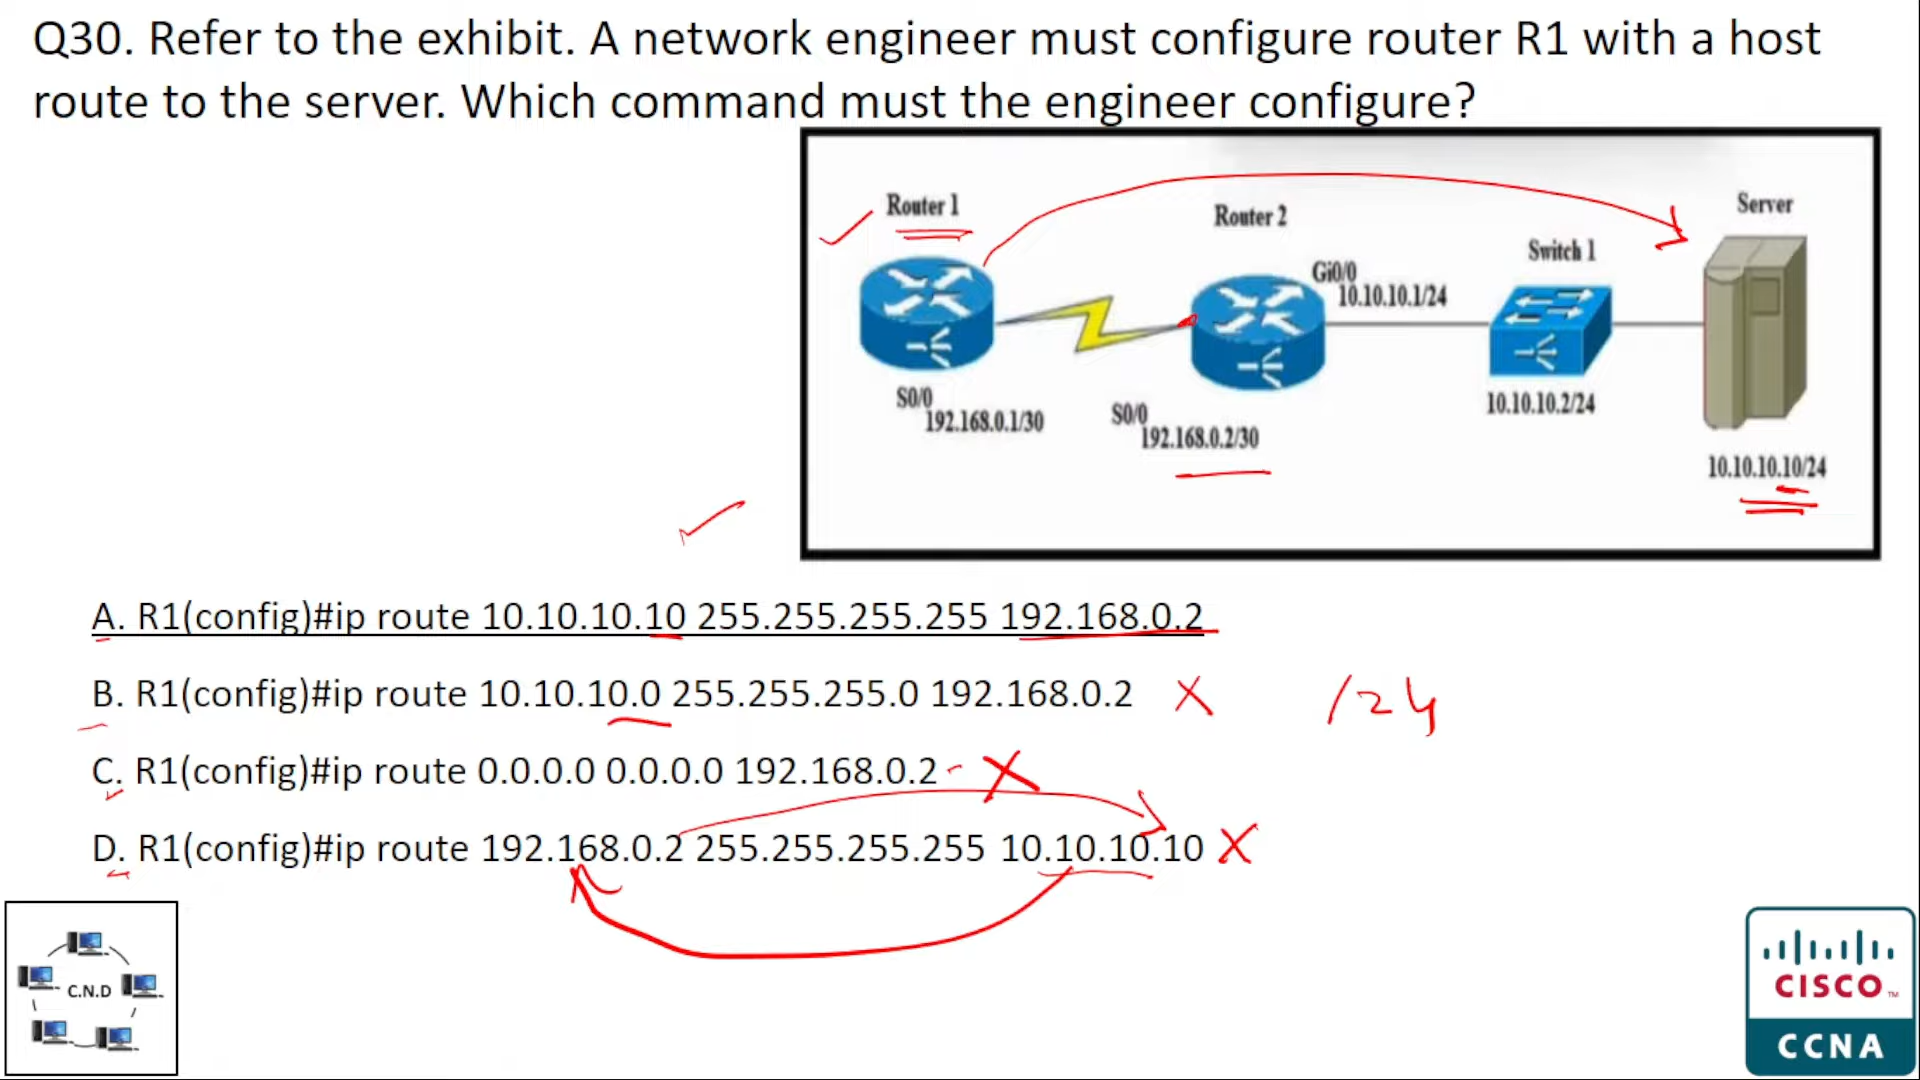 Q30. Refer to the exhibit. A network engineer must configure router R1 with a host
route to the server. Which command must the engineer configure?
Router 1
Router 2
Server
Switch 1
Gi0/0
10.10.10.1/24
S0/0
192.168.0.1/30
S0/0
192.168.0.2/30
10.10.10.2/24
10.10.10.10/24
A. R1(config)#ip route 10.10.10.10 255.255.255.255 192.168.0.2
B. R1(config)#ip route 10.10.10.0 255.255.255.0 192.168.0.2 X /24
C. R1(config)#ip route 0.0.0.0 0.0.0.0 192.168.0.2 X
D. R1(config)#ip route 192.168.0.2 255.255.255.255 10.10.10.10 X
C.N.D
CISCO™
CCNA